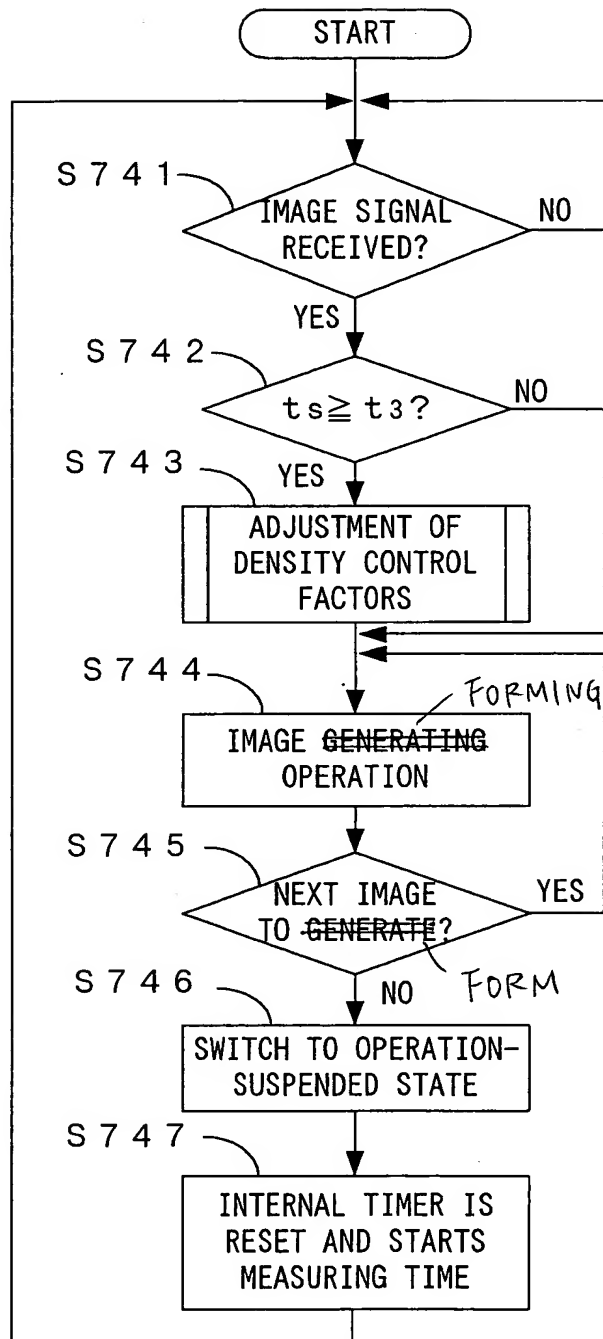 START
S741
IMAGE SIGNAL
RECEIVED?
NO
YES
S742
ts≧t3?
NO
S743
YES
ADJUSTMENT OF
DENSITY CONTROL
FACTORS
S744
FORMING
IMAGE GENERATING
OPERATION
S745
NEXT IMAGE
TO GENERATE?
YES
S746
NO
FORM
SWITCH TO OPERATION-
SUSPENDED STATE
S747
INTERNAL TIMER IS
RESET AND STARTS
MEASURING TIME